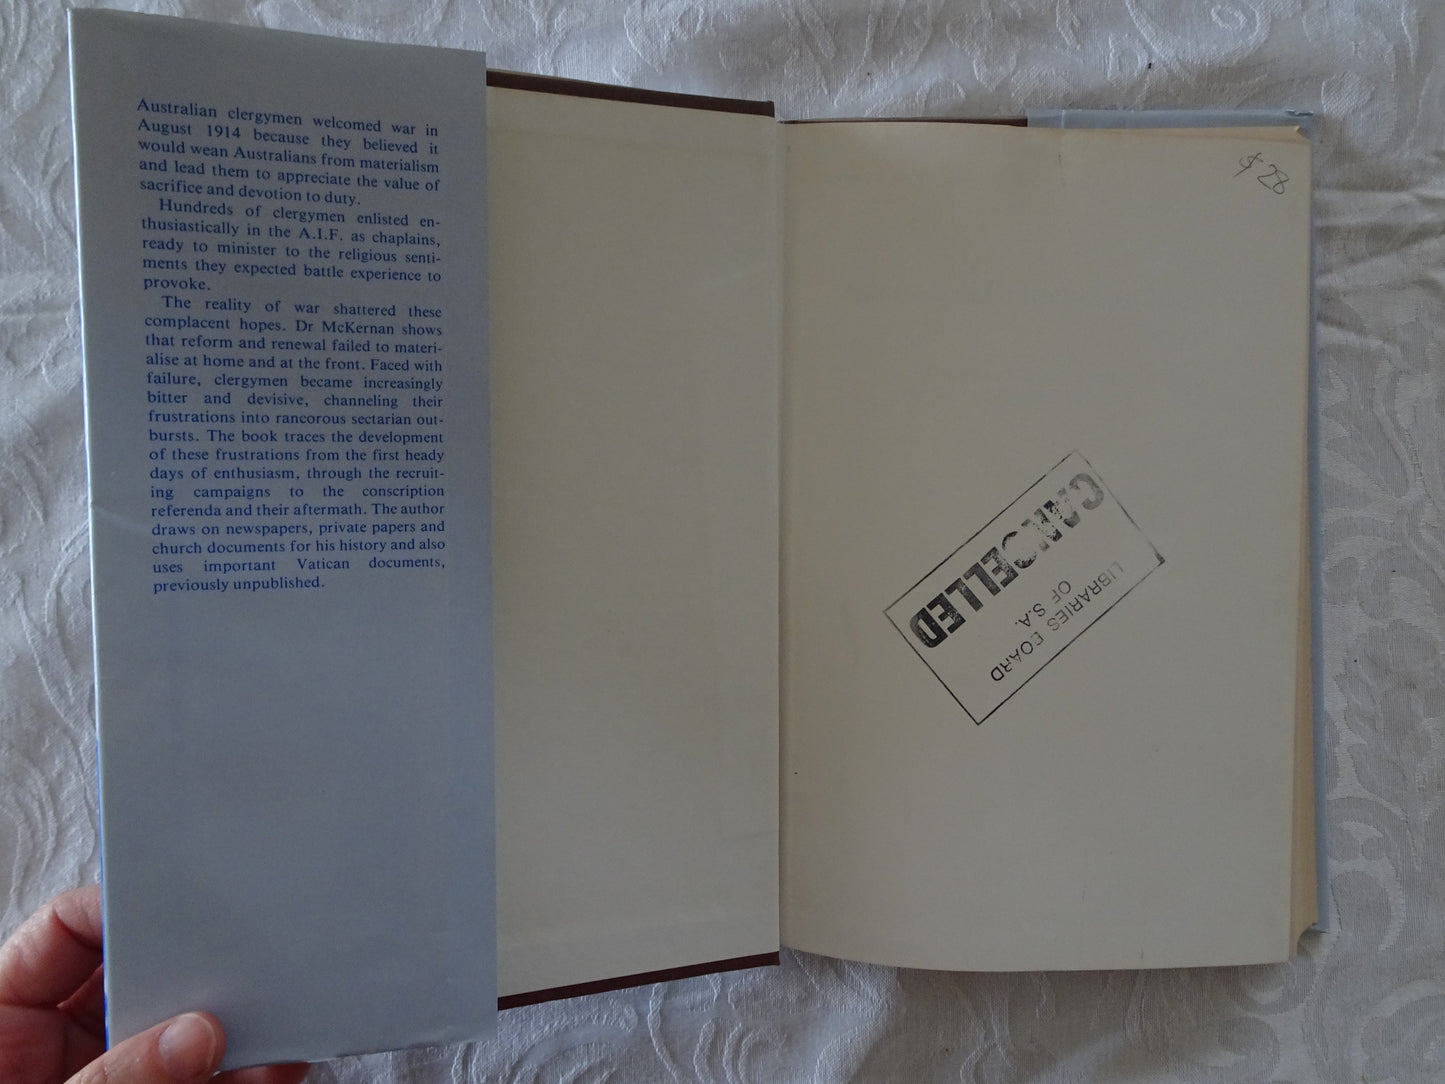 Australian clergymen welcomed war in
August 1914 because they believed it
would wean Australians from materialism
and lead them to appreciate the value of
sacrifice and devotion to duty.
Hundreds of clergymen enlisted en-
thusiastically in the A.I.F. as chaplains,
ready to minister to the religious senti-
ments they expected battle experience to
provoke.
The reality of war shattered these
complacent hopes. Dr McKernan shows
that reform and renewal failed to materi-
alise at home and at the front. Faced with
failure, clergymen became increasingly
bitter and devisive, channeling their
frustrations into rancorous sectarian out-
bursts. The book traces the development
of these frustrations from the first heady
days of enthusiasm, through the recruit-
ing campaigns to the conscription
referenda and their aftermath. The author
draws on newspapers, private papers and
church documents for his history and also
uses important Vatican documents,
previously unpublished.
$28
CANCELLED
LIBRARIES BOARD
OF S.A.